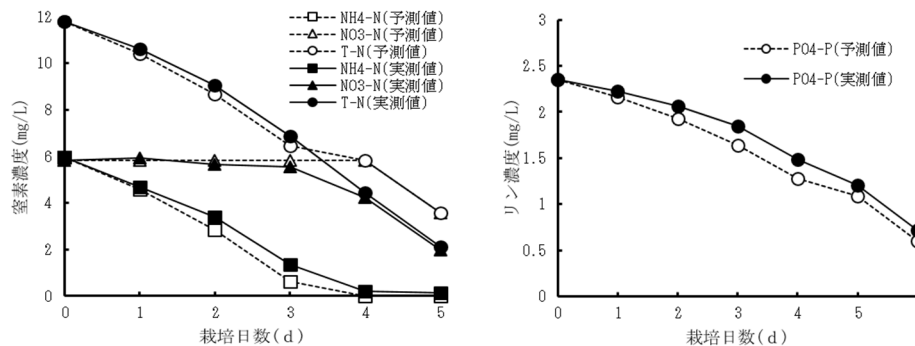 12
10
8
6
4
2
0
窒素濃度(mg/L)
0 1 2 3 4 5
栽培日数(d)
NH4-N(予測値)
NO3-N(予測値)
T-N(予測値)
NH4-N(実測値)
NO3-N(実測値)
T-N(実測値)
3
2.5
2
1.5
1
0.5
0
リン濃度(mg/L)
0 1 2 3 4 5 6
栽培日数(d)
PO4-P(予測値)
PO4-P(実測値)